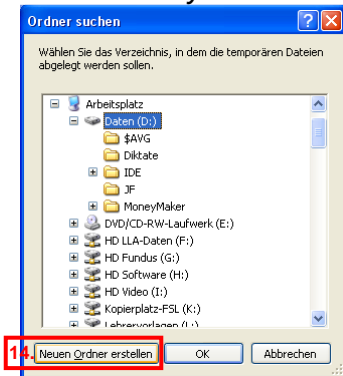 Ordner suchen
Wählen Sie das Verzeichnis, in dem die temporären Dateien
abgelegt werden sollen.
Arbeitsplatz
Daten (D:)
$AVG
Diktate
IDE
JF
MoneyMaker
DVD/CD-RW-Laufwerk (E:)
HD LLA-Daten (F:)
HD Fundus (G:)
HD Software (H:)
HD Video (I:)
Kopierplatz-FSL (K:)
Lehrervorlagen (L:)
14. Neuen Ordner erstellen OK Abbrechen